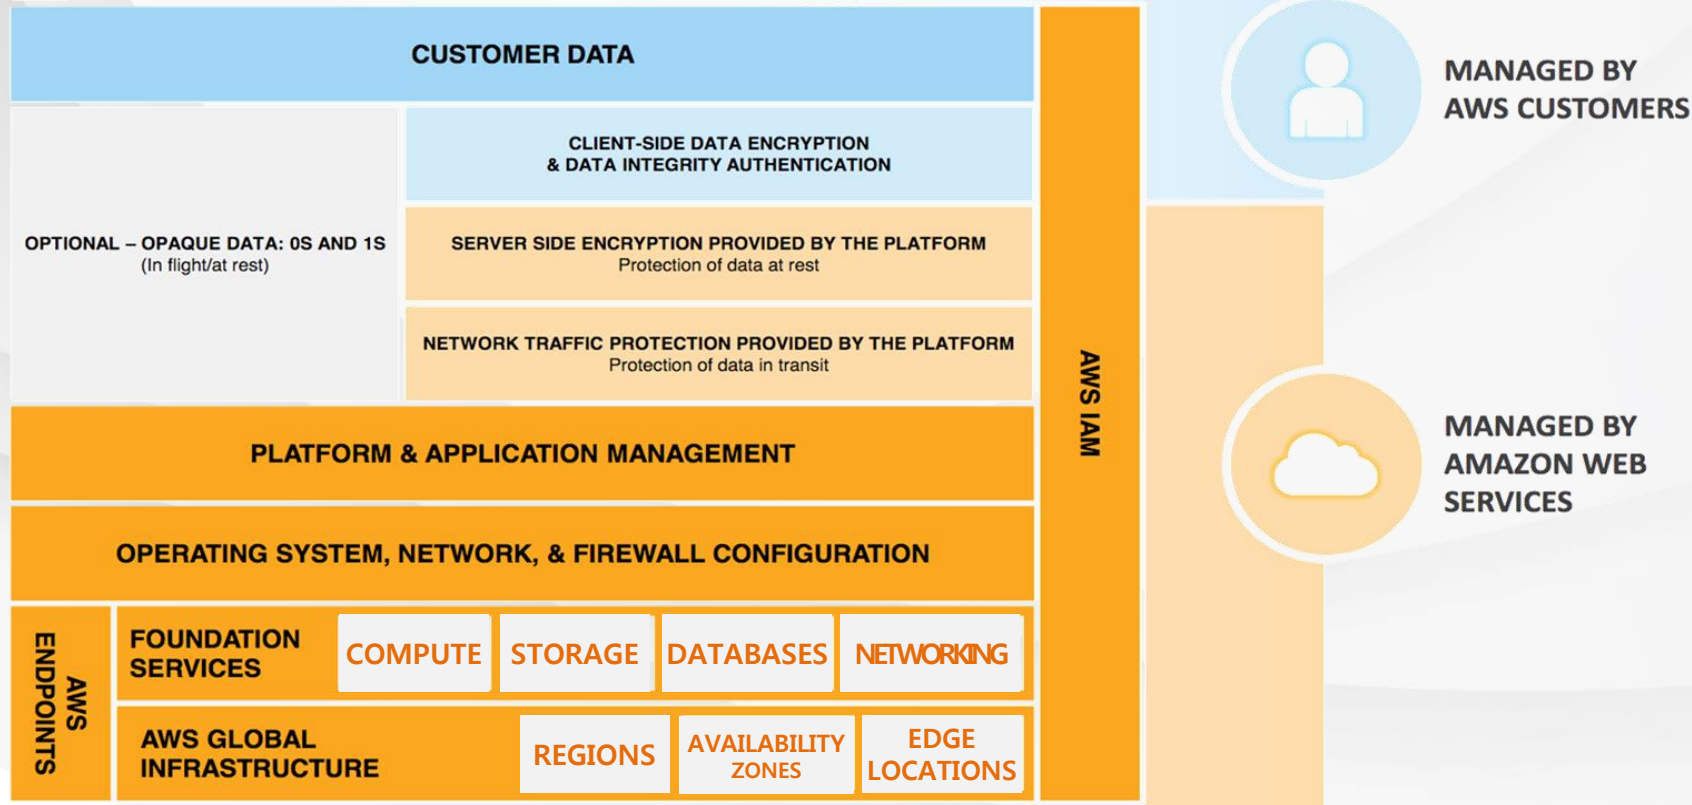 CUSTOMER DATA
CLIENT-SIDE DATA ENCRYPTION
& DATA INTEGRITY AUTHENTICATION
OPTIONAL – OPAQUE DATA: 0S AND 1S
(In flight/at rest)
SERVER SIDE ENCRYPTION PROVIDED BY THE PLATFORM
Protection of data at rest
NETWORK TRAFFIC PROTECTION PROVIDED BY THE PLATFORM
Protection of data in transit
PLATFORM & APPLICATION MANAGEMENT
OPERATING SYSTEM, NETWORK, & FIREWALL CONFIGURATION
AWS
ENDPOINTS
FOUNDATION
SERVICES
COMPUTE
STORAGE
DATABASES
NETWORKING
AWS GLOBAL
INFRASTRUCTURE
REGIONS
AVAILABILITY
ZONES
EDGE
LOCATIONS
AWS IAM
MANAGED BY
AWS CUSTOMERS
MANAGED BY
AMAZON WEB
SERVICES